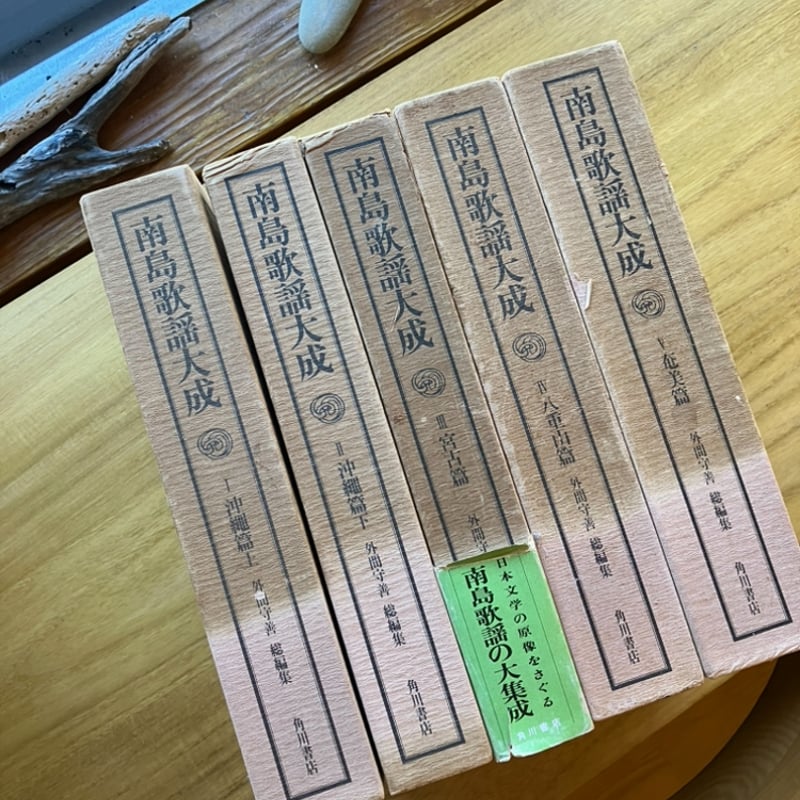 南島歌謡大成
I 沖繩篇上
外間守善 総編集
角川書店
南島歌謡大成
II 沖繩篇下
外間守善 総編集
角川書店
南島歌謡大成
III 宮古篇
外間守
日本文学の原像をさぐる
南島歌謡の大集成
角川書店
南島歌謡大成
IV 八重山篇
外間守善 総編集
角川書店
南島歌謡大成
V 奄美篇
外間守善 総編集
角川書店